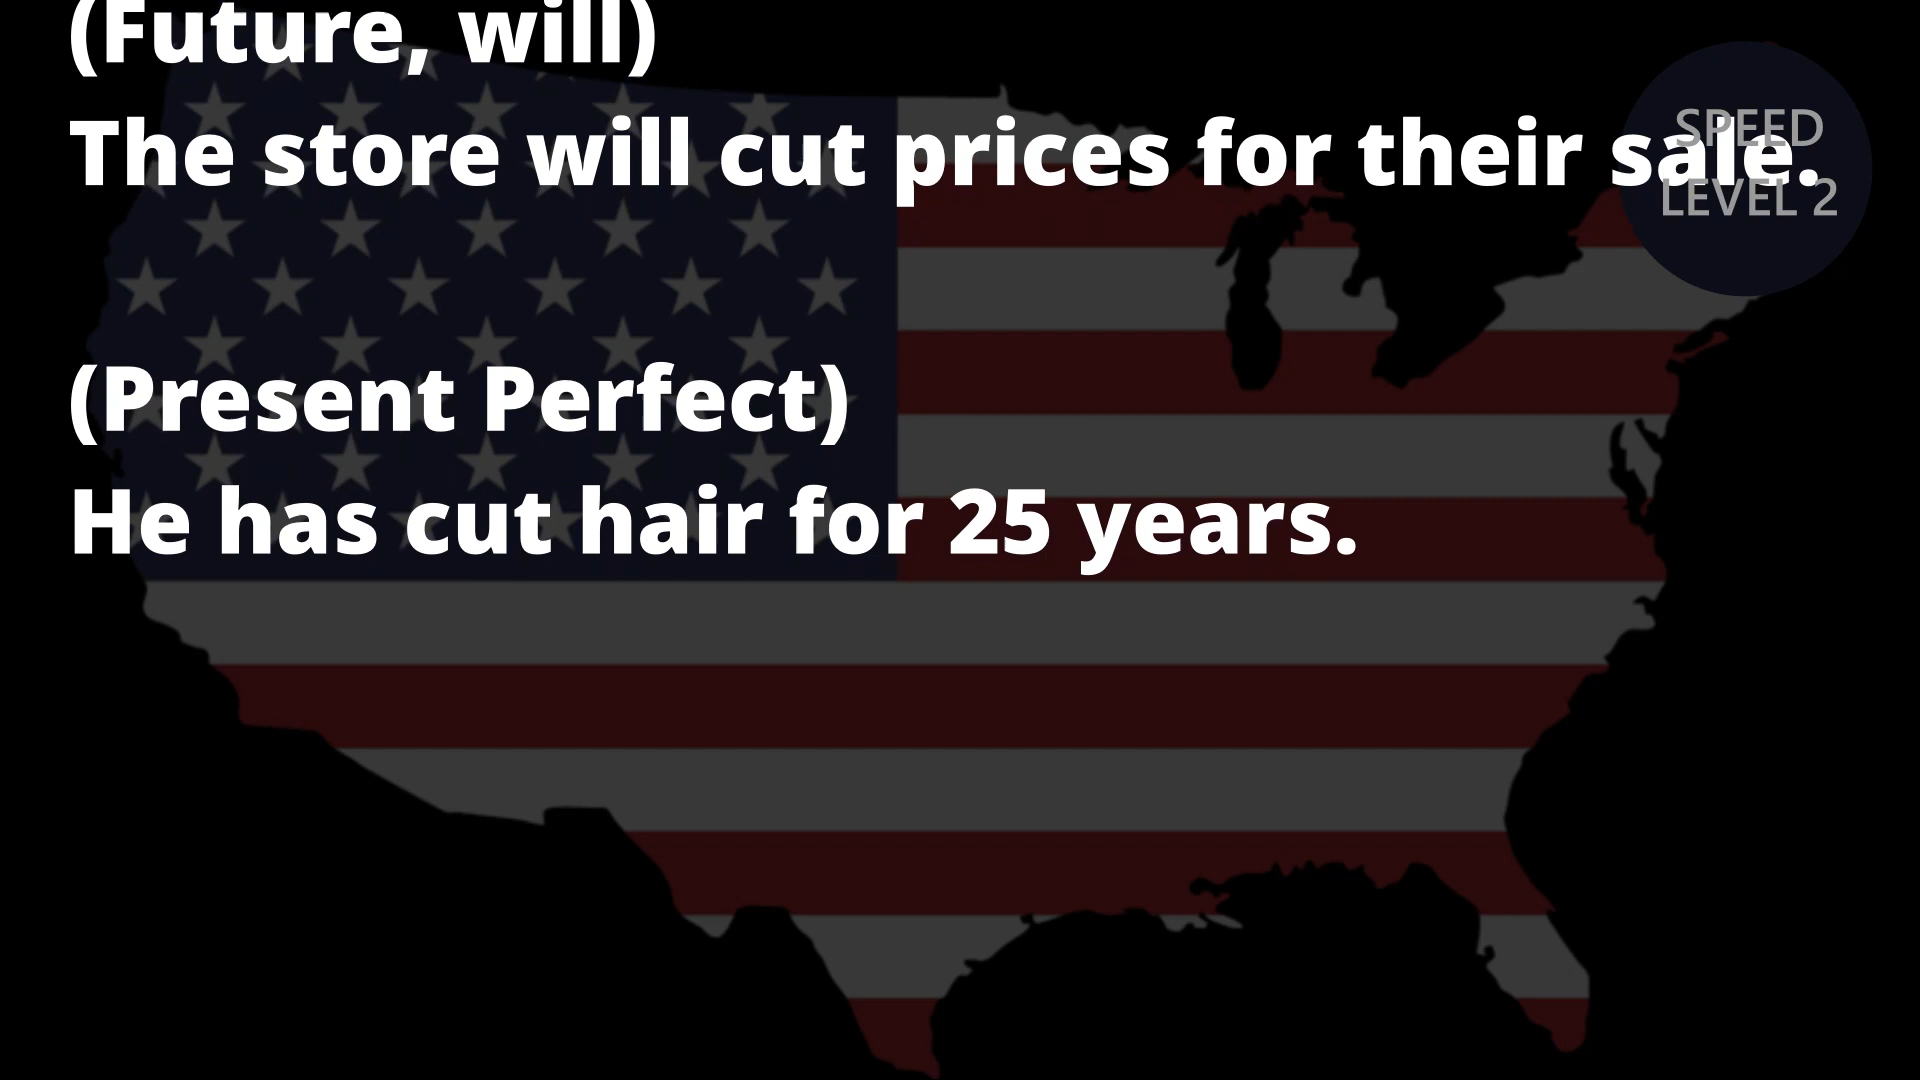 (Future, will)
The store will cut prices for their sale.
SPEED
LEVEL 2
(Present Perfect)
He has cut hair for 25 years.